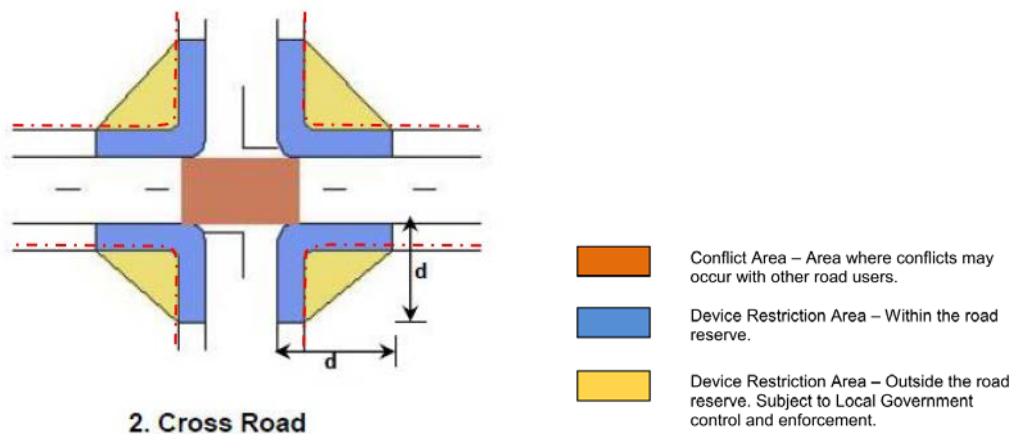 d
d
2. Cross Road
Conflict Area – Area where conflicts may
occur with other road users.
Device Restriction Area – Within the road
reserve.
Device Restriction Area – Outside the road
reserve. Subject to Local Government
control and enforcement.